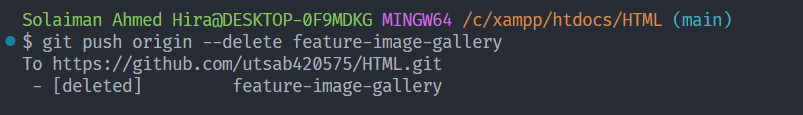 Solaiman Ahmed Hira@DESKTOP-0F9MDKG MINGW64 /c/xampp/htdocs/HTML (main)
$ git push origin --delete feature-image-gallery
To https://github.com/utsab420575/HTML.git
 - [deleted]         feature-image-gallery